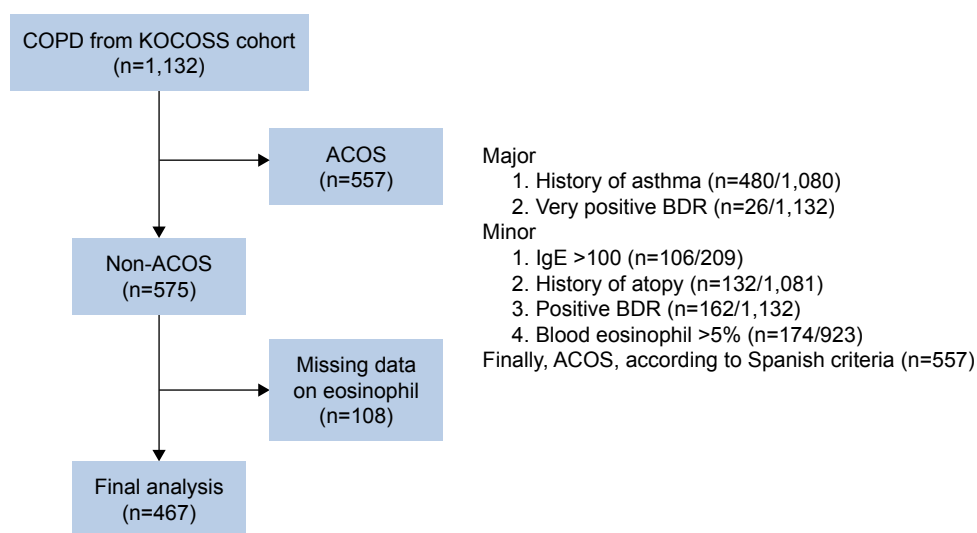 COPD from KOCOSS cohort
(n=1,132)
ACOS
(n=557)
Non-ACOS
(n=575)
Missing data
on eosinophil
(n=108)
Final analysis
(n=467)
Major
1. History of asthma (n=480/1,080)
2. Very positive BDR (n=26/1,132)
Minor
1. IgE >100 (n=106/209)
2. History of atopy (n=132/1,081)
3. Positive BDR (n=162/1,132)
4. Blood eosinophil >5% (n=174/923)
Finally, ACOS, according to Spanish criteria (n=557)